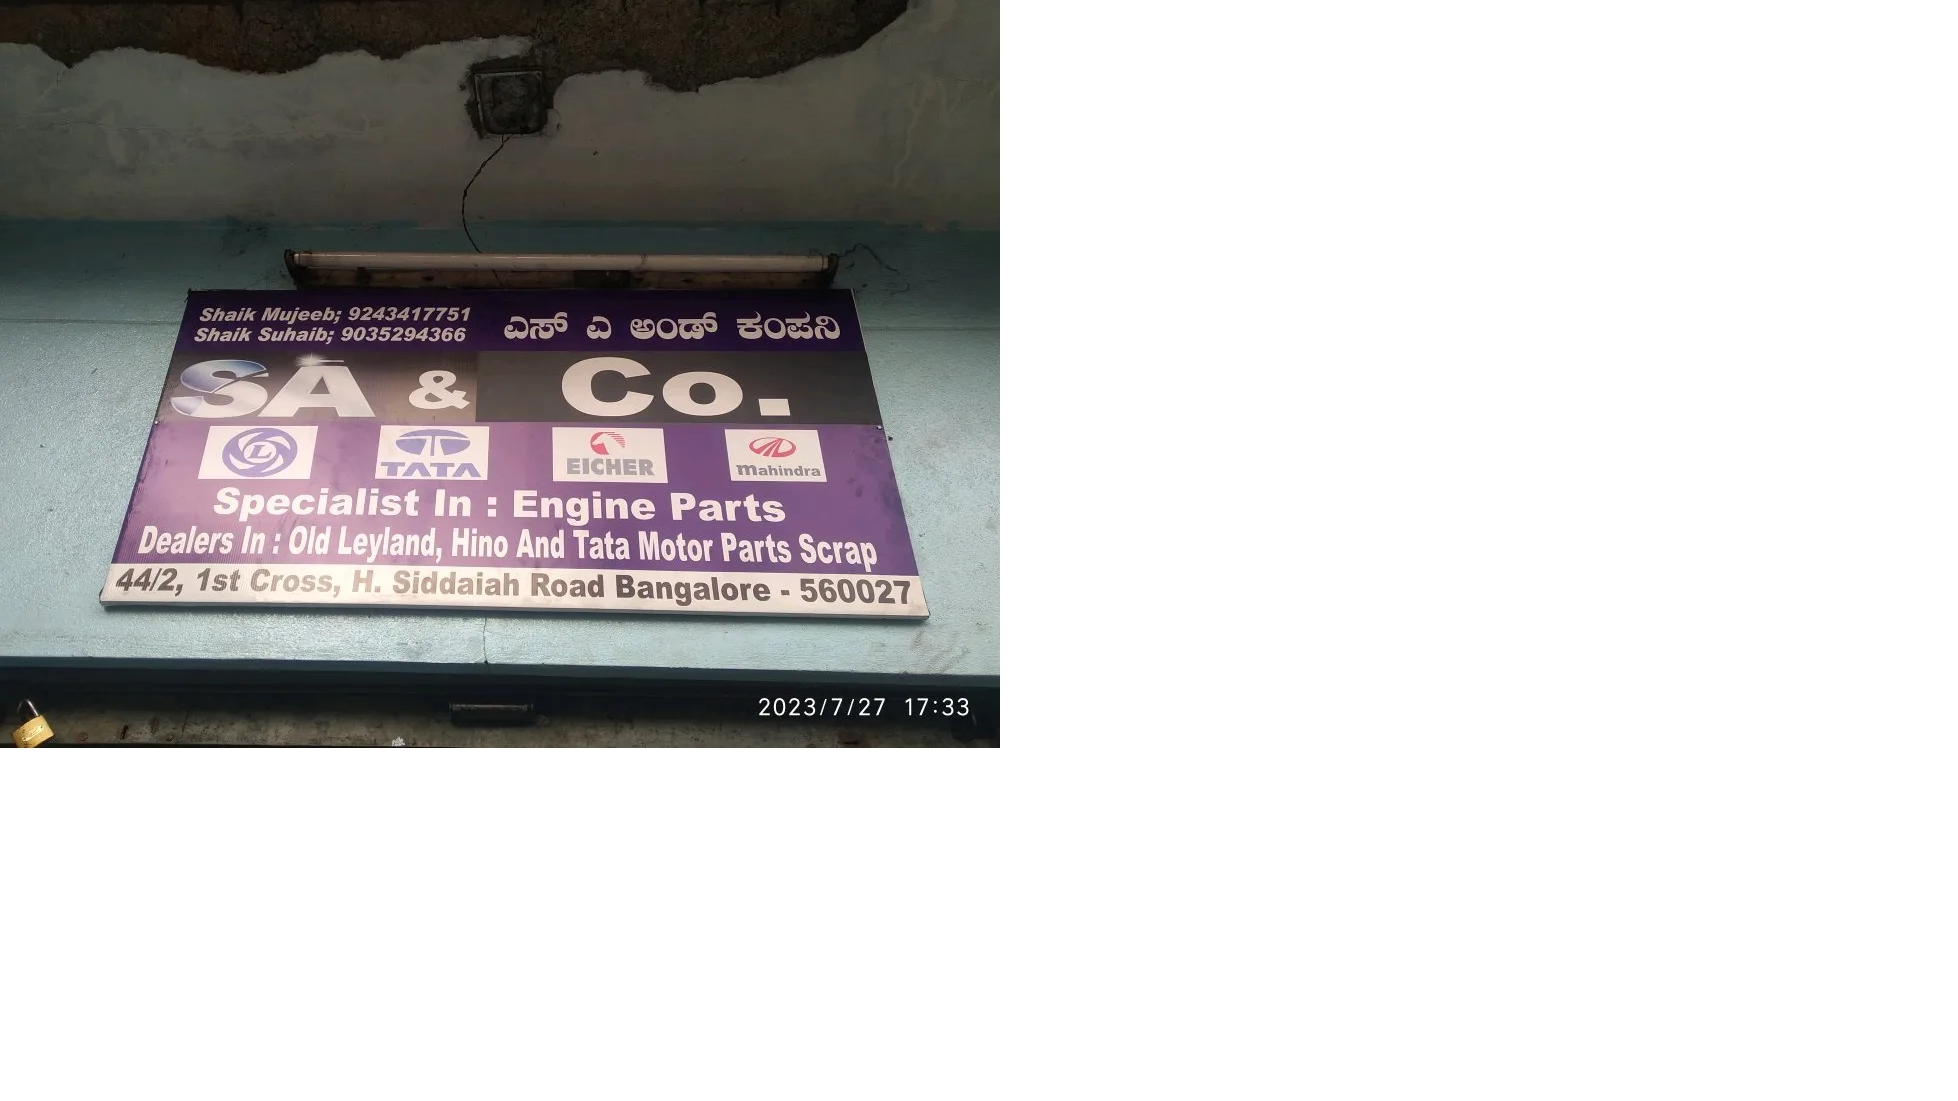 Shaik Mujeeb; 9243417751
Shaik Suhaib; 9035294366
ಎಸ್ ಎ ಅಂಡ್ ಕಂಪನಿ
SA & Co.
L
TATA
EICHER
mahindra
Specialist In : Engine Parts
Dealers In : Old Leyland, Hino And Tata Motor Parts Scrap
44/2, 1st Cross, H. Siddaiah Road Bangalore - 560027
2023/7/27 17:33